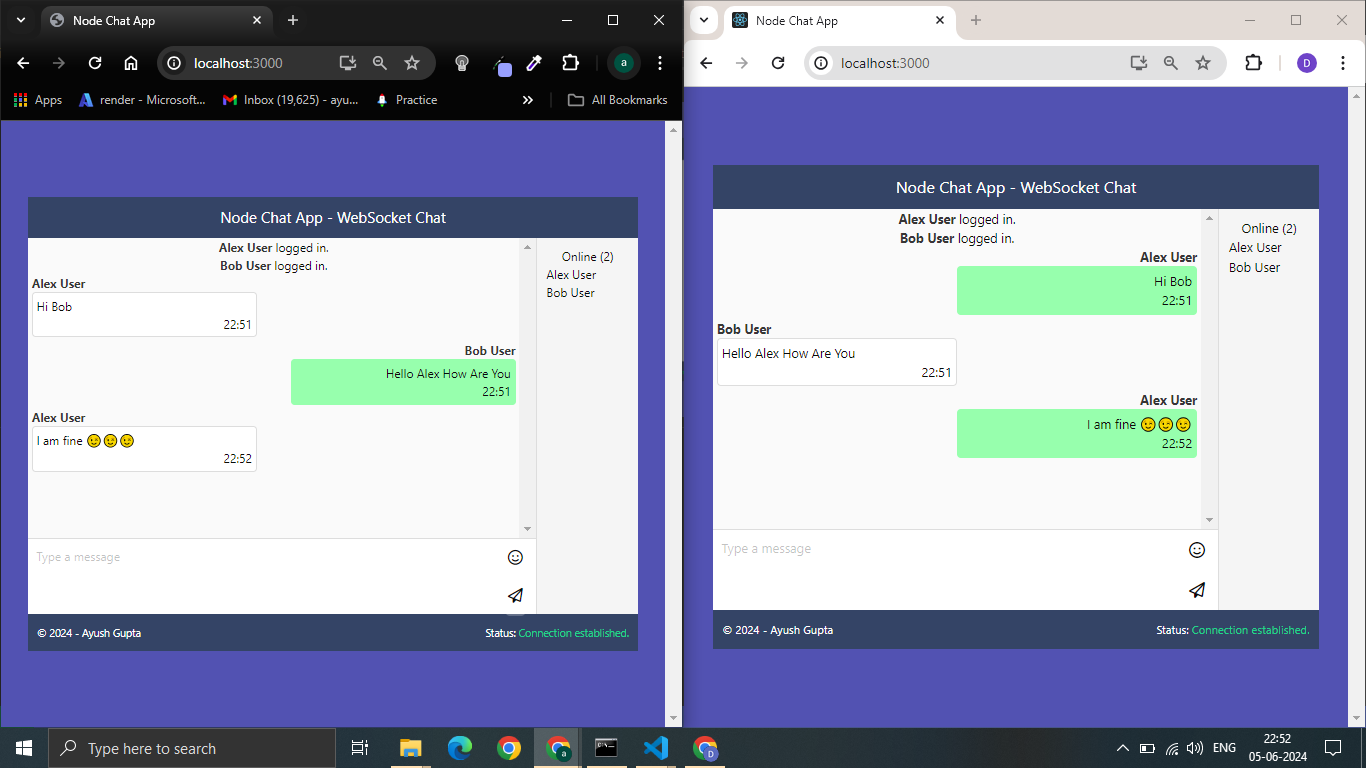 Node Chat App
localhost:3000
a
Apps
render - Microsoft...
Inbox (19,625) - ayu...
Practice
»
All Bookmarks
Node Chat App - WebSocket Chat
Alex User logged in.
Bob User logged in.
Alex User
Hi Bob
22:51
Bob User
Hello Alex How Are You
22:51
Alex User
I am fine 😉😉😉
22:52
Online (2)
Alex User
Bob User
Type a message
© 2024 - Ayush Gupta
Status: Connection established.
Node Chat App
localhost:3000
D
Node Chat App - WebSocket Chat
Alex User logged in.
Bob User logged in.
Alex User
Hi Bob
22:51
Bob User
Hello Alex How Are You
22:51
Alex User
I am fine 😉😉😉
22:52
Online (2)
Alex User
Bob User
Type a message
© 2024 - Ayush Gupta
Status: Connection established.
Type here to search
a
D
ENG
22:52
05-06-2024